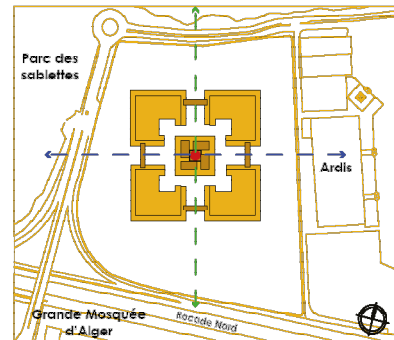 Parc des
sablettes
Ardis
Grande Mosquée
d'Alger
Rocade Nord